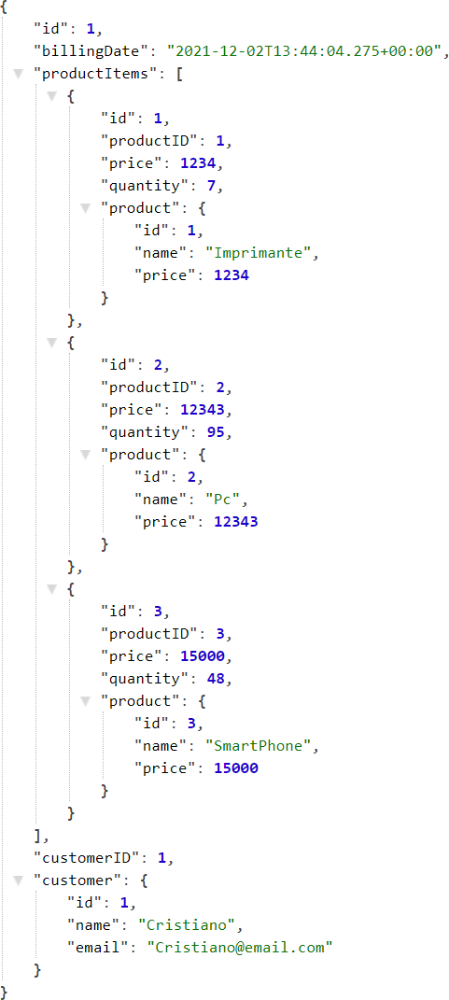 {
"id": 1,
"billingDate": "2021-12-02T13:44:04.275+00:00",
"productItems": [
{
"id": 1,
"productID": 1,
"price": 1234,
"quantity": 7,
"product": {
"id": 1,
"name": "Imprimante",
"price": 1234
}
},
{
"id": 2,
"productID": 2,
"price": 12343,
"quantity": 95,
"product": {
"id": 2,
"name": "Pc",
"price": 12343
}
},
{
"id": 3,
"productID": 3,
"price": 15000,
"quantity": 48,
"product": {
"id": 3,
"name": "SmartPhone",
"price": 15000
}
}
],
"customerID": 1,
"customer": {
"id": 1,
"name": "Cristiano",
"email": "Cristiano@email.com"
}
}